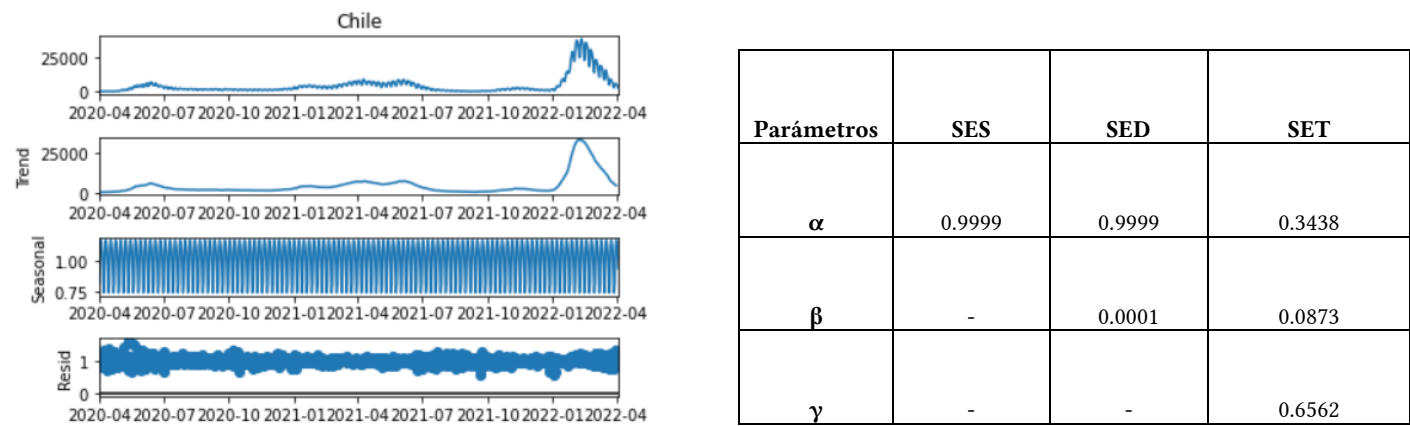 Chile
25000
0
2020-04 2020-07 2020-10 2021-01 2021-04 2021-07 2021-10 2022-01 2022-04
Trend
25000
0
2020-04 2020-07 2020-10 2021-01 2021-04 2021-07 2021-10 2022-01 2022-04
Seasonal
1.00
0.75
2020-04 2020-07 2020-10 2021-01 2021-04 2021-07 2021-10 2022-01 2022-04
Resid
1
0
2020-04 2020-07 2020-10 2021-01 2021-04 2021-07 2021-10 2022-01 2022-04
Parámetros SES SED SET
α 0.9999 0.9999 0.3438
β - 0.0001 0.0873
γ - - 0.6562